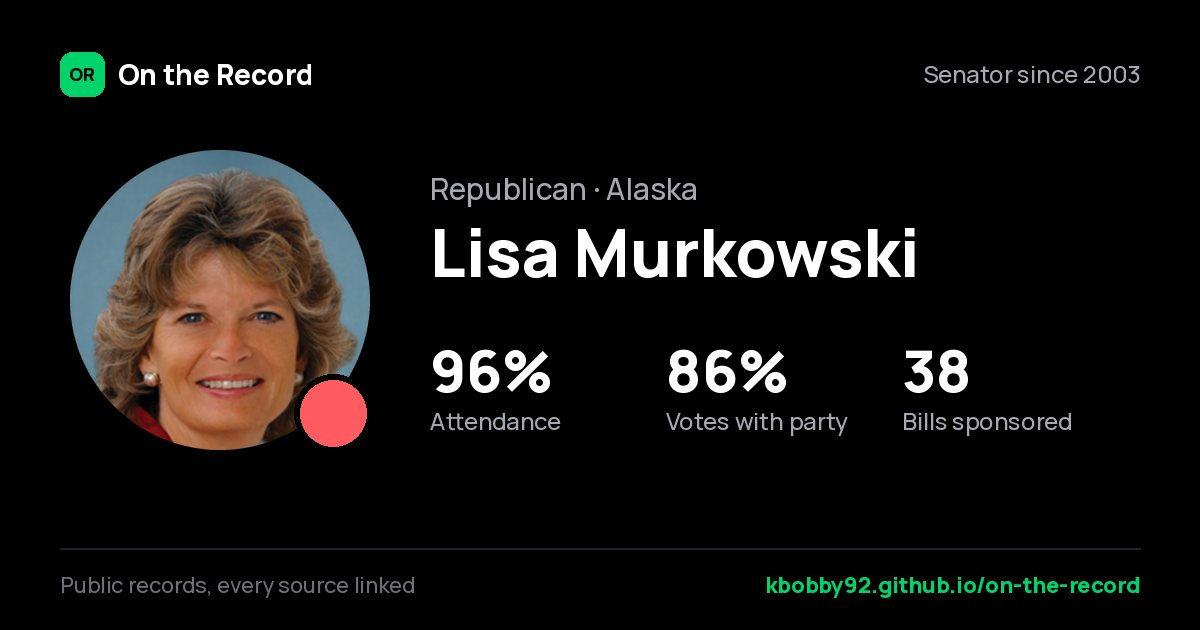 OR On the Record
Senator since 2003
Republican · Alaska
Lisa Murkowski
96% 86% 38
Attendance Votes with party Bills sponsored
Public records, every source linked
kbobby92.github.io/on-the-record